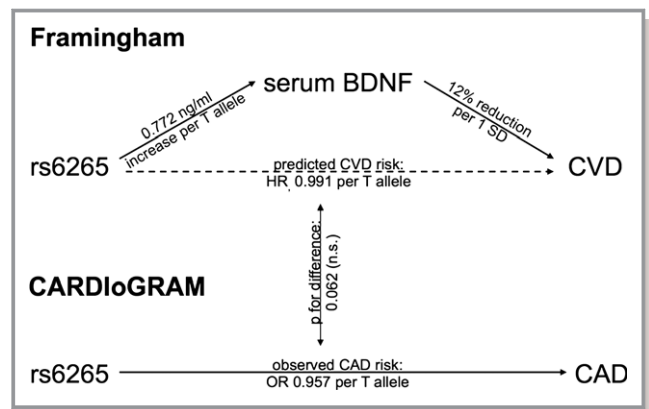 Framingham
serum BDNF
0.772 ng/ml
increase per T allele
12% reduction
per 1 SD
rs6265
predicted CVD risk:
HR 0.991 per T allele
CVD
p for difference:
0.062 (n.s.)
CARDIoGRAM
rs6265
observed CAD risk:
OR 0.957 per T allele
CAD